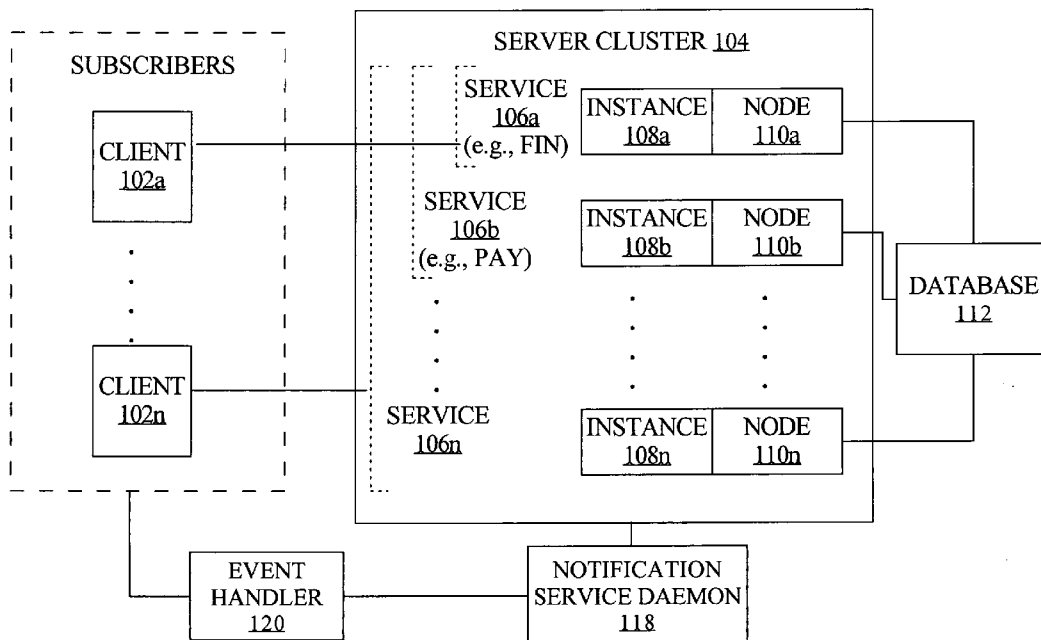 SUBSCRIBERS
CLIENT
102a
CLIENT
102n
SERVER CLUSTER 104
SERVICE
106a
(e.g., FIN)
SERVICE
106b
(e.g., PAY)
SERVICE
106n
INSTANCE
108a
NODE
110a
INSTANCE
108b
NODE
110b
INSTANCE
108n
NODE
110n
DATABASE
112
EVENT
HANDLER
120
NOTIFICATION
SERVICE DAEMON
118